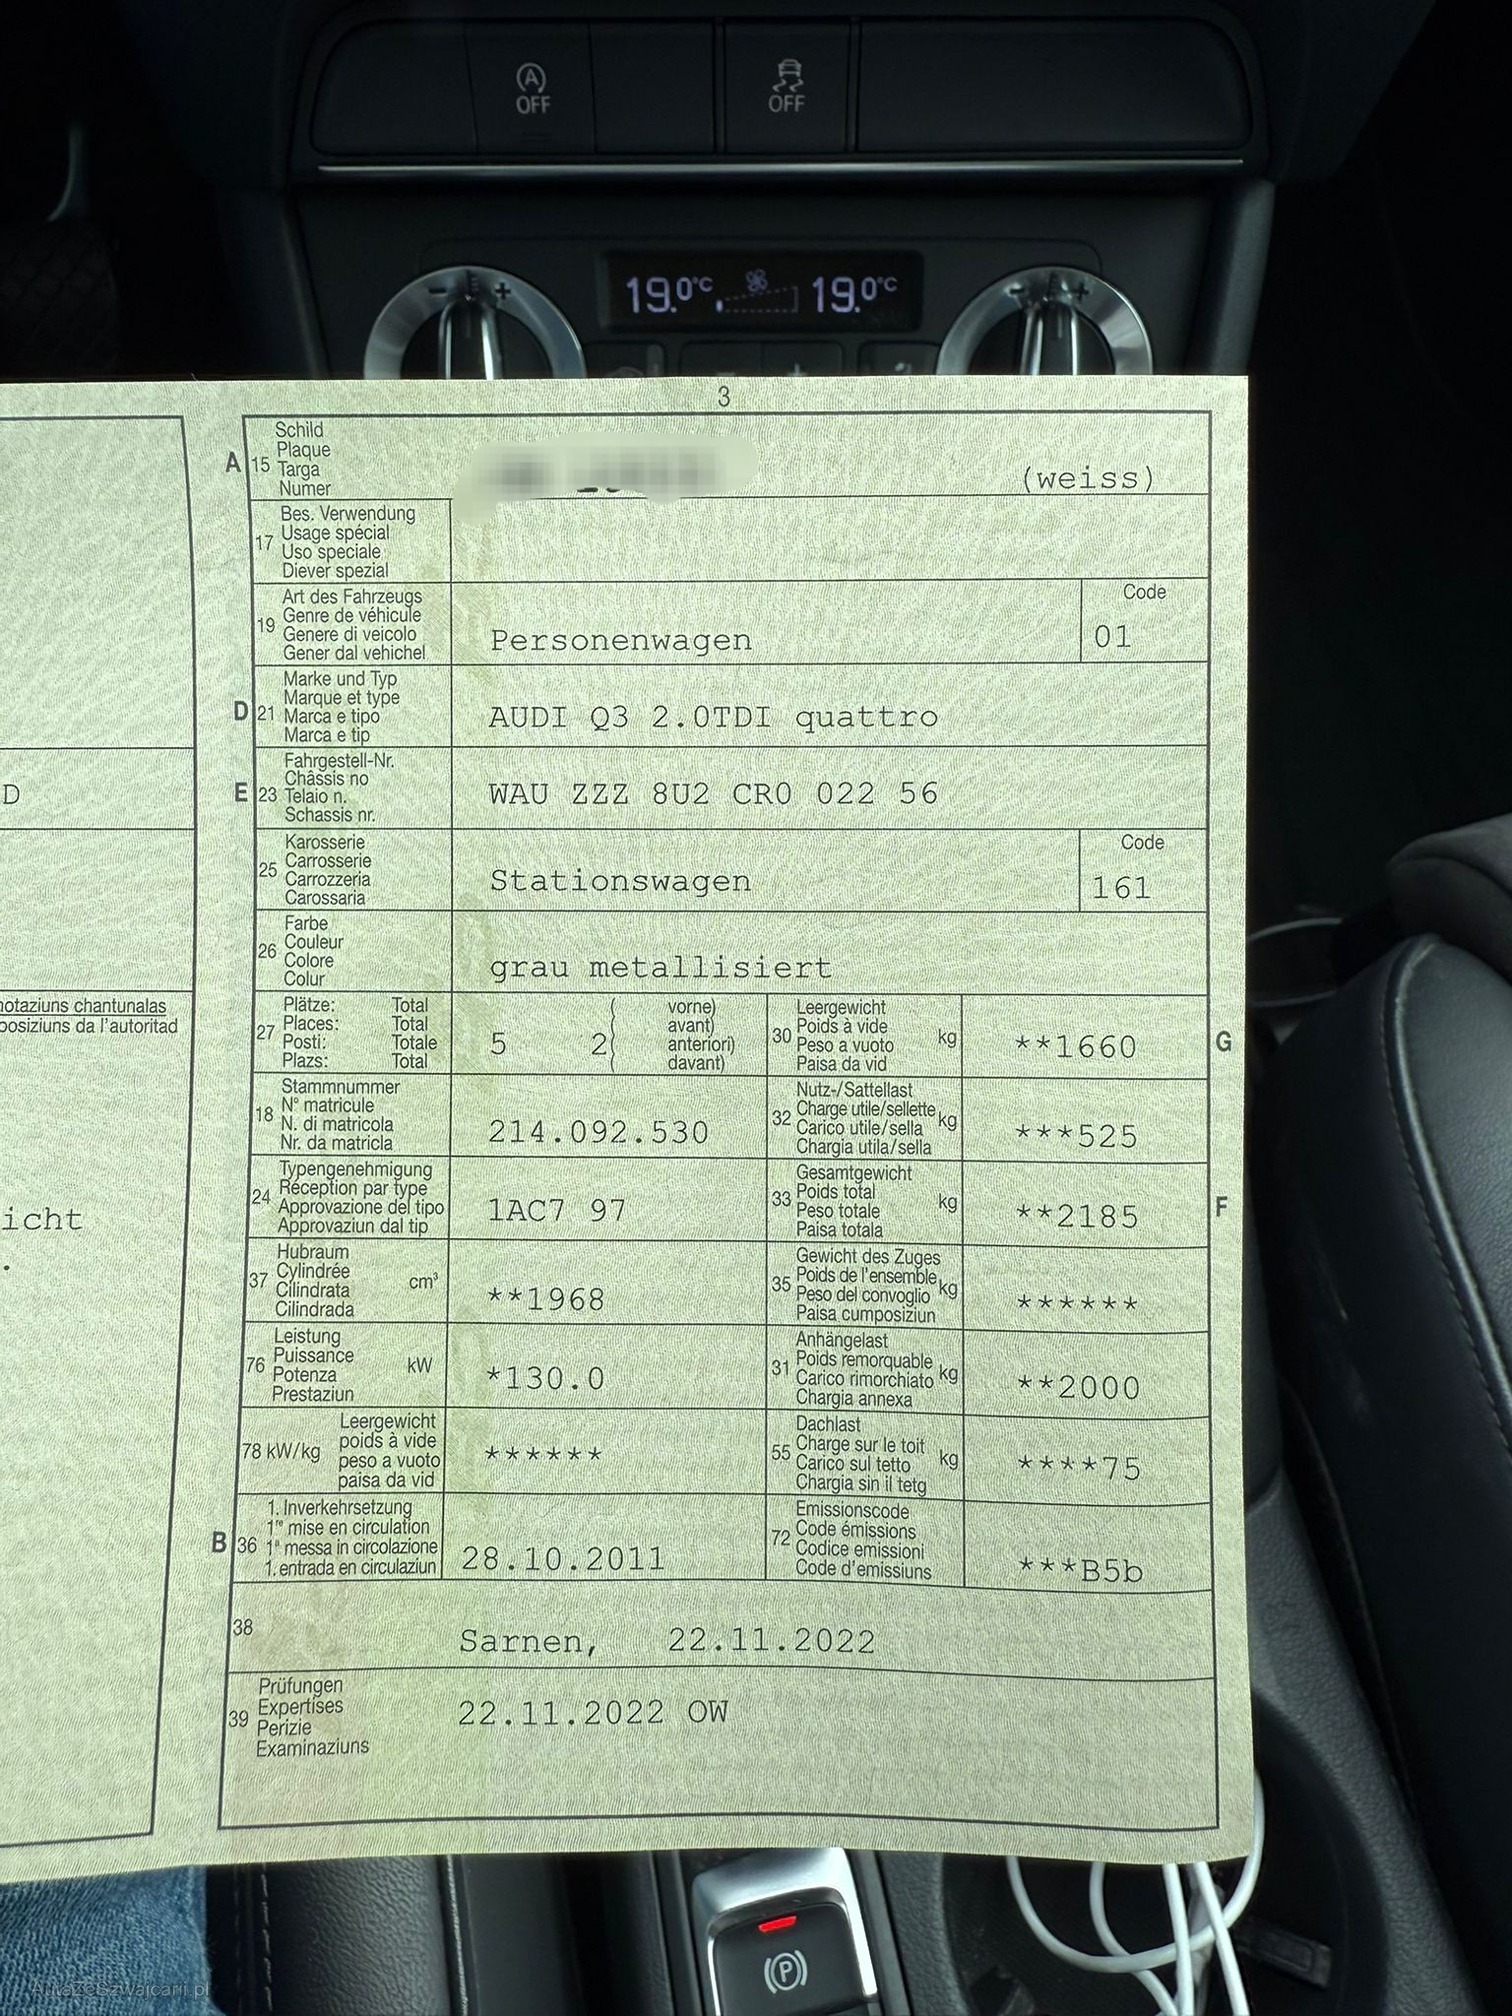 OFF
OFF
19.0°C 19.0°C
- + - +
3
A 15 Schild
Plaque
Targa
Numer
(weiss)
17 Bes. Verwendung
Usage spécial
Uso speciale
Diever spezial
19 Art des Fahrzeugs
Genre de véhicule
Genere di veicolo
Gener dal vehichel
Personenwagen
Code
01
D 21 Marke und Typ
Marque et type
Marca e tipo
Marca e tip
AUDI Q3 2.0TDI quattro
E 23 Fahrgestell-Nr.
Châssis no
Telaio n.
Schassis nr.
WAU ZZZ 8U2 CR0 022 56
25 Karosserie
Carrosserie
Carrozzeria
Carossaria
Stationswagen
Code
161
26 Farbe
Couleur
Colore
Colur
grau metallisiert
27 Plätze: Total
Places: Total
Posti: Totale
Plazs: Total
5 2( vorne)
avant)
anteriori)
davant)
30 Leergewicht
Poids à vide
Peso a vuoto kg
Paisa da vid
**1660
G
18 Stammnummer
N° matricule
N. di matricola
Nr. da matricla
214.092.530
32 Nutz-/Sattellast
Charge utile/sellette
Carico utile/sella kg
Chargia utila/sella
***525
24 Typengenehmigung
Réception par type
Approvazione del tipo
Approvaziun dal tip
1AC7 97
33 Gesamtgewicht
Poids total
Peso totale kg
Paisa totala
**2185
F
37 Hubraum
Cylindrée
Cilindrata cm³
Cilindrada
**1968
35 Gewicht des Zuges
Poids de l'ensemble
Peso del convoglio kg
Paisa cumposiziun
******
76 Leistung
Puissance
Potenza kW
Prestaziun
*130.0
31 Anhängelast
Poids remorquable
Carico rimorchiato kg
Chargia annexa
**2000
78 kW/kg Leergewicht
poids à vide
peso a vuoto
paisa da vid
******
55 Dachlast
Charge sur le toit
Carico sul tetto kg
Chargia sin il tetg
****75
B 36 1. Inverkehrsetzung
1re mise en circulation
1a messa in circolazione
1. entrada en circulaziun
28.10.2011
72 Emissionscode
Code émissions
Codice emissioni
Code d'emissiuns
***B5b
38
Sarnen, 22.11.2022
39 Prüfungen
Expertises
Perizie
Examinaziuns
22.11.2022 OW
D
notaziuns chantunalas
posiziuns da l'autoritad
icht
.
P
AutaZeSzwajcarii.pl